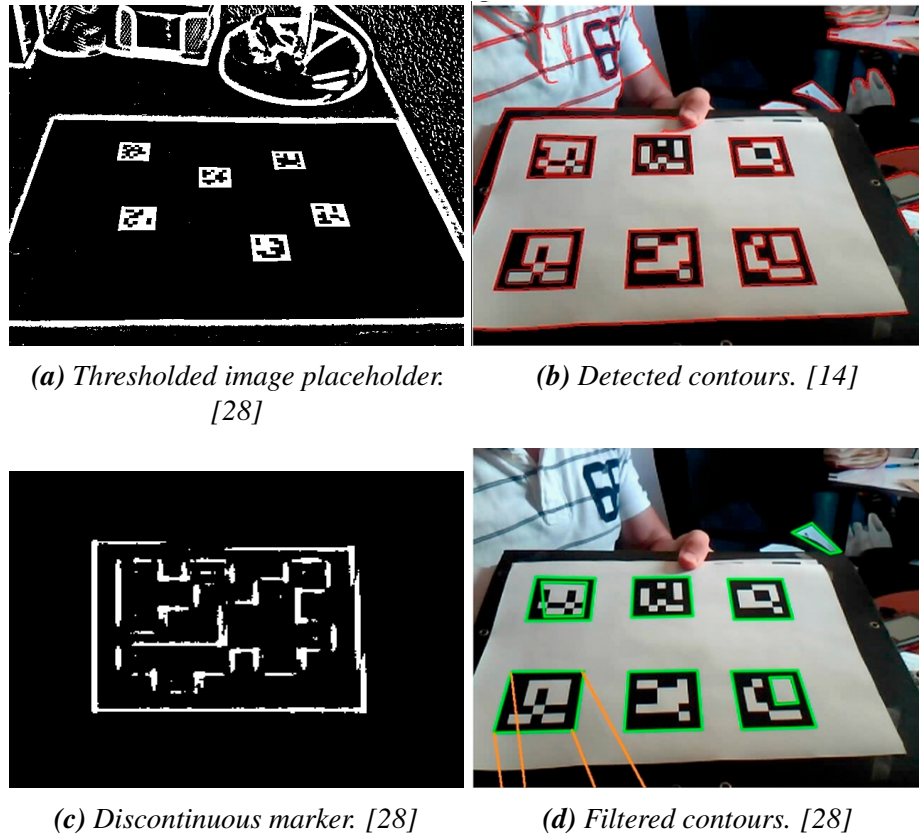 (a) Thresholded image placeholder.
[28]
(b) Detected contours. [14]
(c) Discontinuous marker. [28]
(d) Filtered contours. [28]